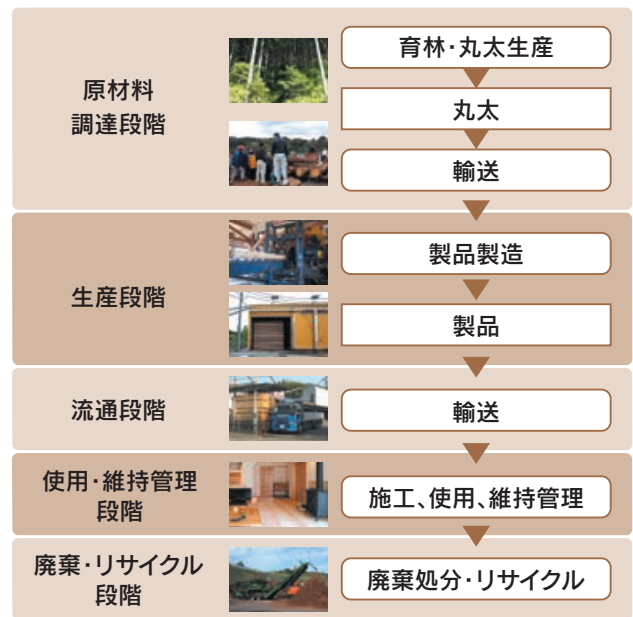 原材料
調達段階
育林・丸太生産
丸太
輸送
生産段階
製品製造
製品
流通段階
輸送
使用・維持管理
段階
施工、使用、維持管理
廃棄・リサイクル
段階
廃棄処分・リサイクル